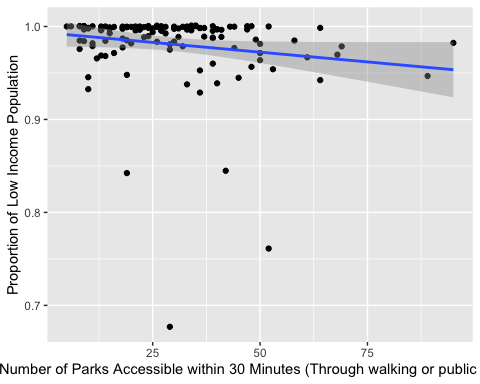 Proportion of Low Income Population
1.0
0.9
0.8
0.7
25 50 75
Number of Parks Accessible within 30 Minutes (Through walking or public